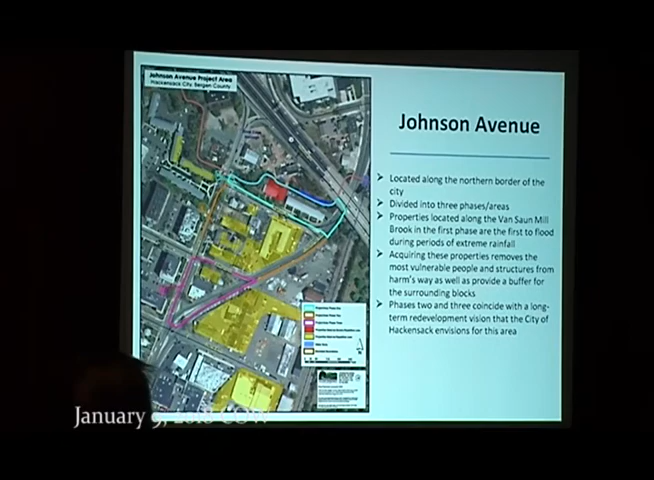 Johnson Avenue Project Area
Hackensack City, Bergen County
Johnson Avenue
Located along the northern border of the
city
Divided into three phases/areas
Properties located along the Van Saun Mill
Brook in the first phase are the first to flood
during periods of extreme rainfall
Acquiring these properties removes the
most vulnerable people and structures from
harm's way as well as provide a buffer for
the surrounding blocks
Phases two and three coincide with a long-
term redevelopment vision that the City of
Hackensack envisions for this area
January 9, 2018 COW